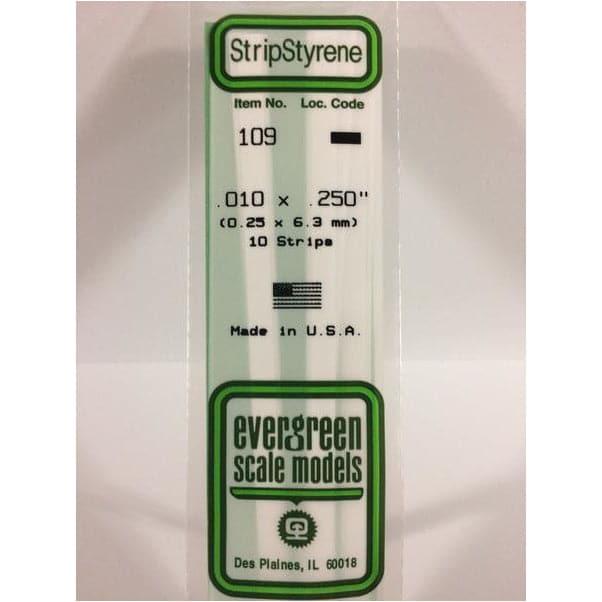 StripStyrene
Item No. Loc. Code
109
.010 x .250"
(0.25 x 6.3 mm)
10 Strips
Made in U.S.A.
evergreen
scale models
Des Plaines, IL 60018